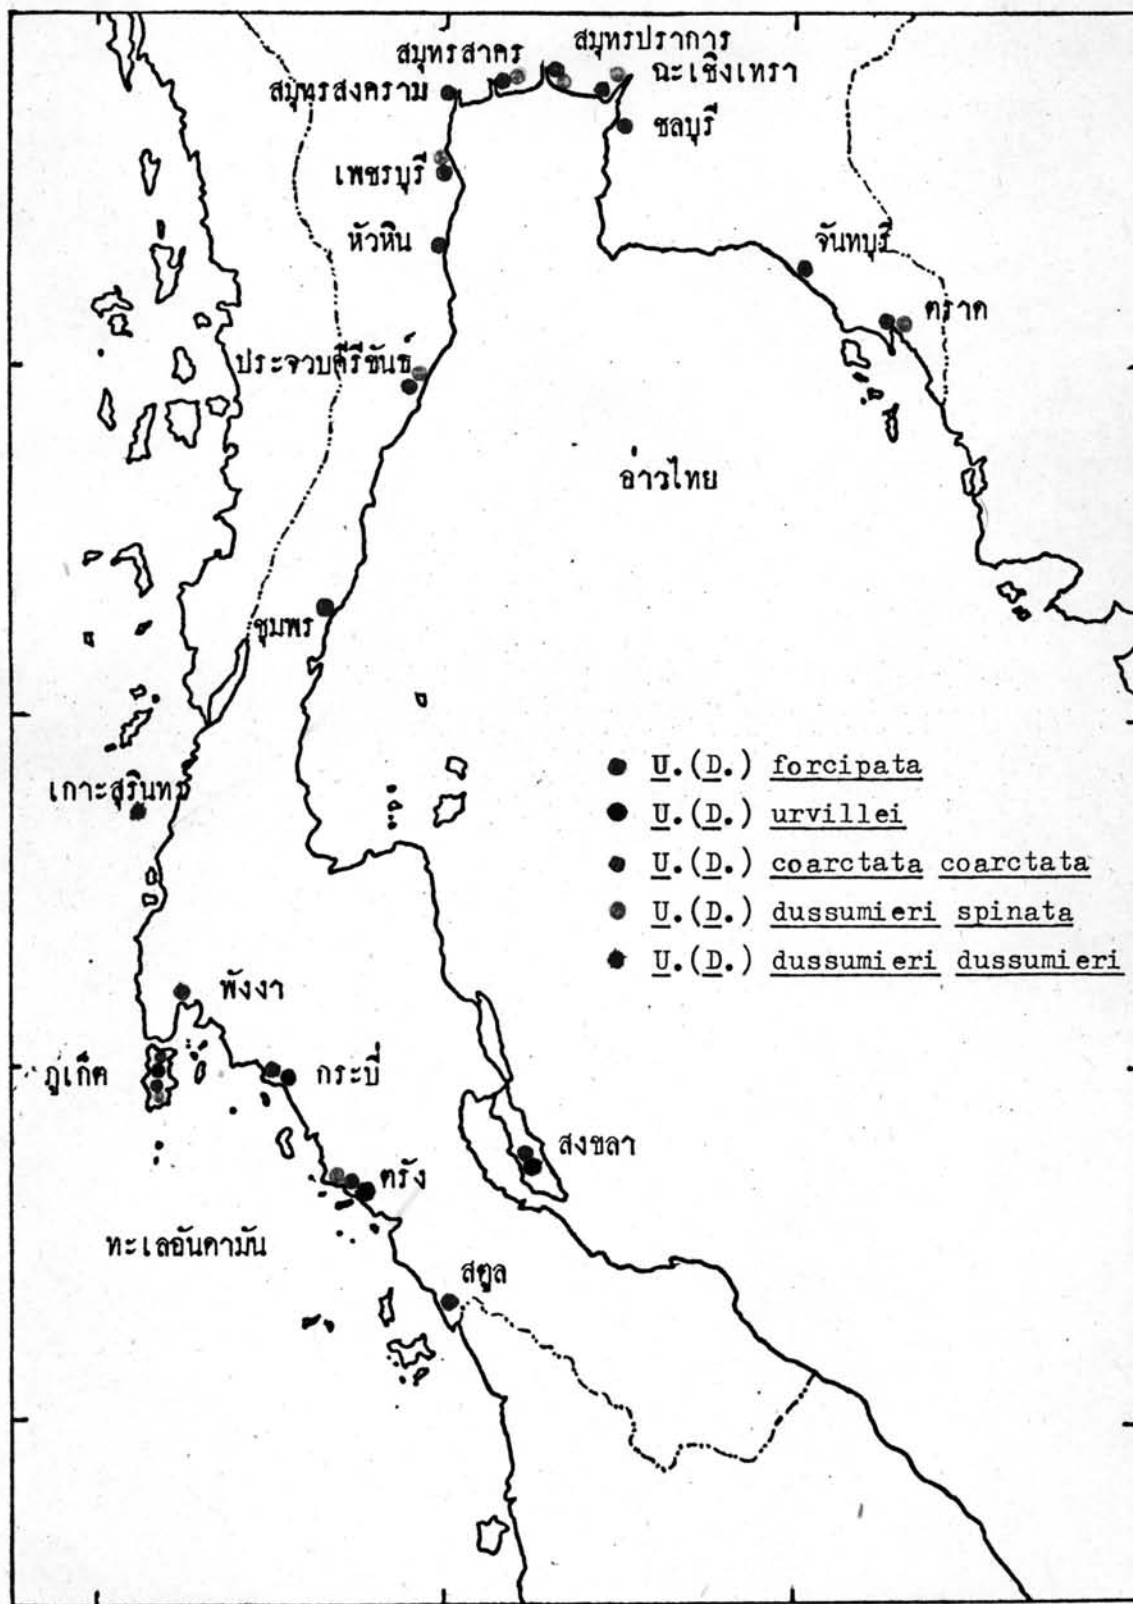 สมุทรสาคร
สมุทรปราการ
ฉะเชิงเทรา
สมุทรสงคราม
ชลบุรี
เพชรบุรี
หัวหิน
จันทบุรี
ตราด
ประจวบคีรีขันธ์
อ่าวไทย
ชุมพร
เกาะสุรินทร
U.(D.) forcipata
U.(D.) urvillei
U.(D.) coarctata coarctata
U.(D.) dussumieri spinata
U.(D.) dussumieri dussumieri
พังงา
ภูเก็ต
กระบี่
สงขลา
ตรัง
ทะเลอันดามัน
สตูล